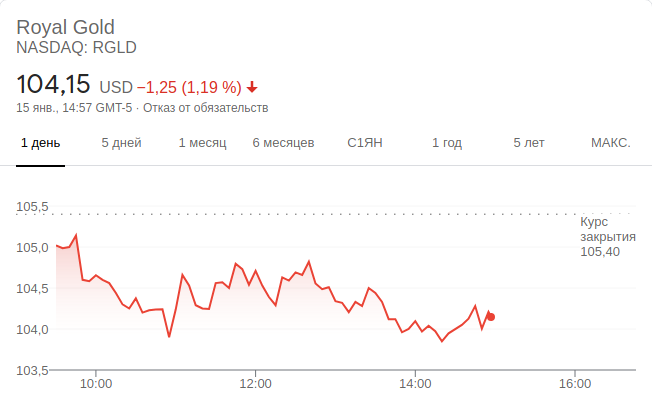 Royal Gold
NASDAQ: RGLD
104,15 USD −1,25 (1,19 %)
15 янв., 14:57 GMT-5 · Отказ от обязательств
1 день 5 дней 1 месяц 6 месяцев С1ЯН 1 год 5 лет МАКС.
105,5
Курс
закрытия
105,40
105,0
104,5
104,0
103,5
10:00 12:00 14:00 16:00